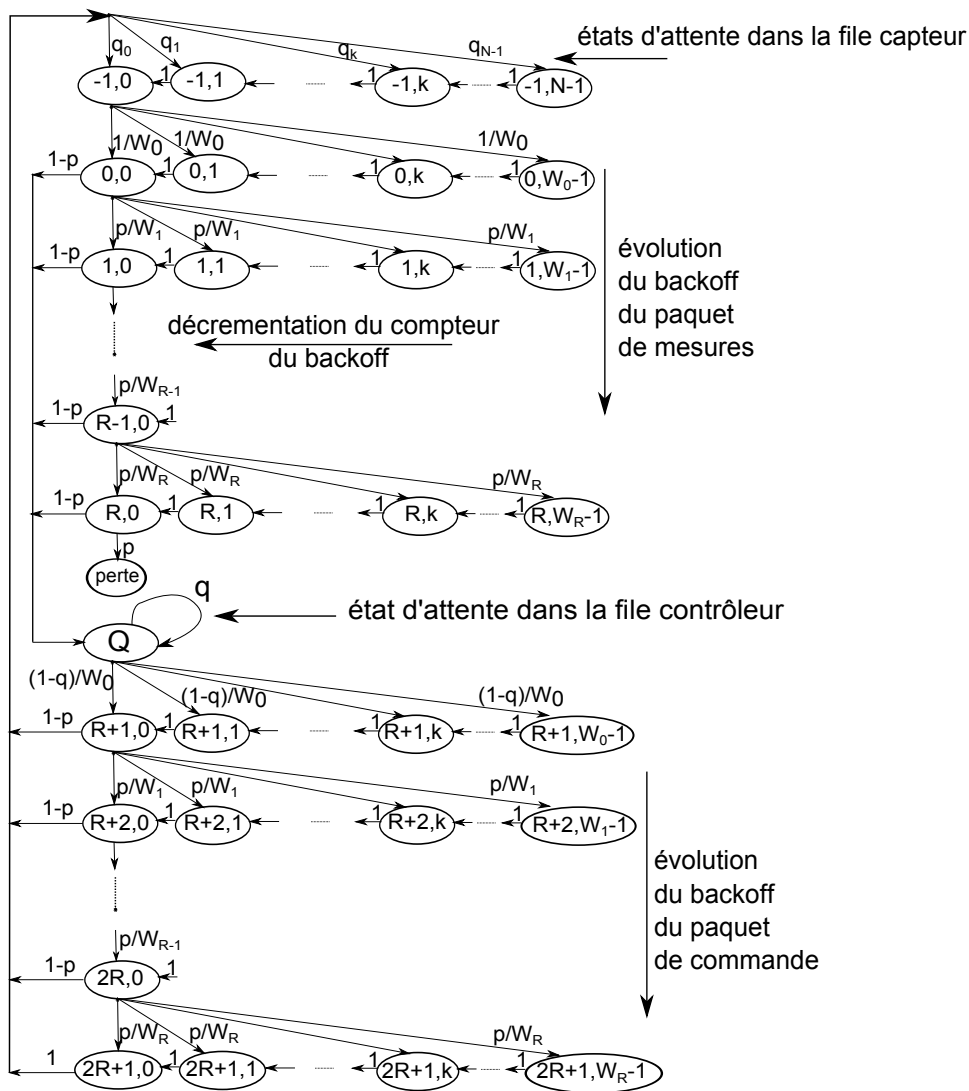 q0 q1 qk qN-1 états d'attente dans la file capteur
-1,0 1 -1,1 ........ 1 -1,k ........ 1 -1,N-1
1/W0 1/W0 1/W0
1-p 0,0 1 0,1 ........ 1 0,k ........ 1 0,W0-1
p/W1 p/W1 p/W1
1-p 1,0 1 1,1 ........ 1 1,k ........ 1 1,W1-1
évolution
du backoff
du paquet
de mesures
décrementation du compteur
du backoff
p/WR-1
1-p R-1,0 1
p/WR p/WR p/WR
1-p R,0 1 R,1 ........ 1 R,k ........ 1 R,WR-1
p
perte
q
état d'attente dans la file contrôleur
Q
(1-q)/W0 (1-q)/W0 (1-q)/W0
1-p R+1,0 1 R+1,1 ........ 1 R+1,k ........ 1 R+1,W0-1
p/W1 p/W1 p/W1
1-p R+2,0 1 R+2,1 ........ 1 R+2,k ........ 1 R+2,W1-1
évolution
du backoff
du paquet
de commande
p/WR-1
1-p 2R,0 1
p/WR p/WR p/WR
1 2R+1,0 1 2R+1,1 ........ 1 2R+1,k ........ 1 2R+1,WR-1